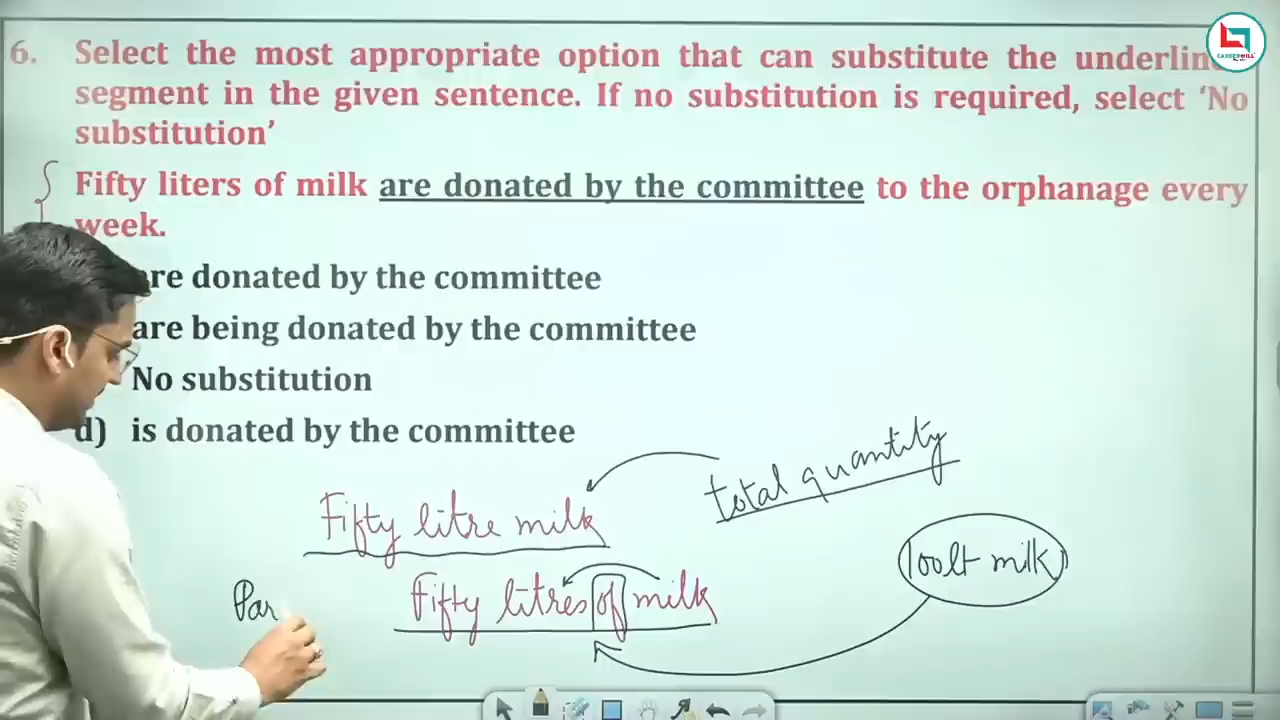 6. Select the most appropriate option that can substitute the underlin
segment in the given sentence. If no substitution is required, select ‘No
substitution’
Fifty liters of milk are donated by the committee to the orphanage every
week.
are donated by the committee
are being donated by the committee
No substitution
d) is donated by the committee
total quantity
Fifty litre milk
100lt milk
Fifty litres of milk
Par